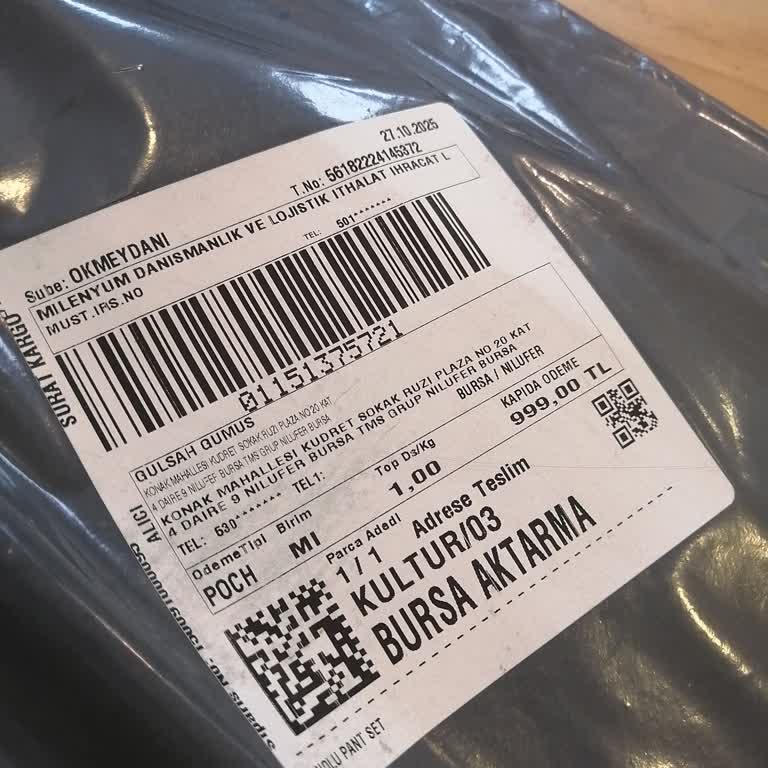 27.10.2025
T.No: 56182224145372
Sube: OKMEYDANI
MILENYUM DANISMANLIK VE LOJISTIK ITHALAT IHRACAT L
MUST.IRS.NO
TEL: 501********
SURAT KARGO
01151375721
ALICI
GULSAH GUMUS
KONAK MAHALLESI KUDRET SOKAK RUZI PLAZA NO 20 KAT
4 DAIRE 9 NILUFER BURSA TMS GRUP NILUFER BURSA
KONAK MAHALLESI KUDRET SOKAK RUZI PLAZA NO 20 KAT
4 DAIRE 9 NILUFER BURSA TMS GRUP NILUFER BURSA
BURSA / NILUFER
TEL: 530******** TEL1:
OdemeTipi Birim Top Ds/Kg KAPIDA ODEME
POCH MI 1,00 999,00 TL
Parca Adedi
1/1 Adrese Teslim
KULTUR/03
BURSA AKTARMA
PANT SET